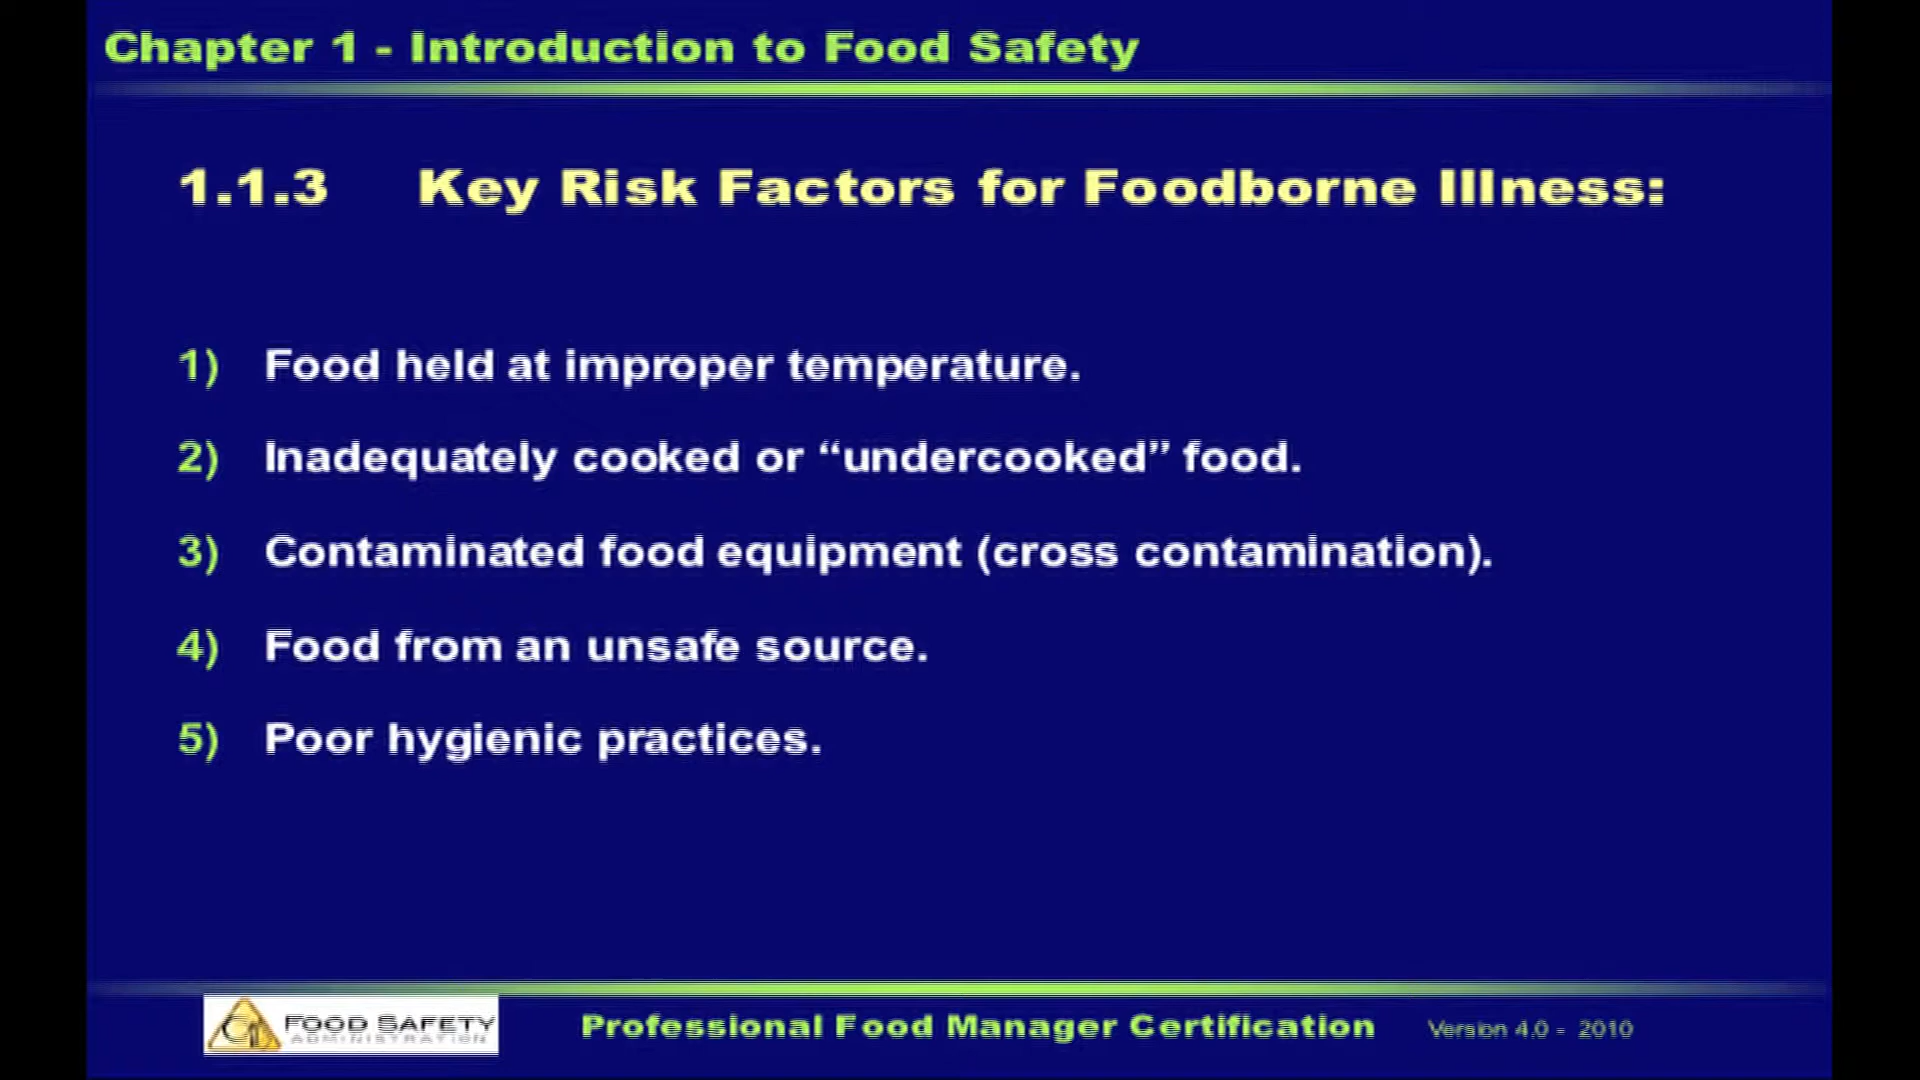 Chapter 1 - Introduction to Food Safety
1.1.3 Key Risk Factors for Foodborne Illness:
1) Food held at improper temperature.
2) Inadequately cooked or “undercooked” food.
3) Contaminated food equipment (cross contamination).
4) Food from an unsafe source.
5) Poor hygienic practices.
FOOD SAFETY
ADMINISTRATION
Professional Food Manager Certification Version 4.0 - 2010